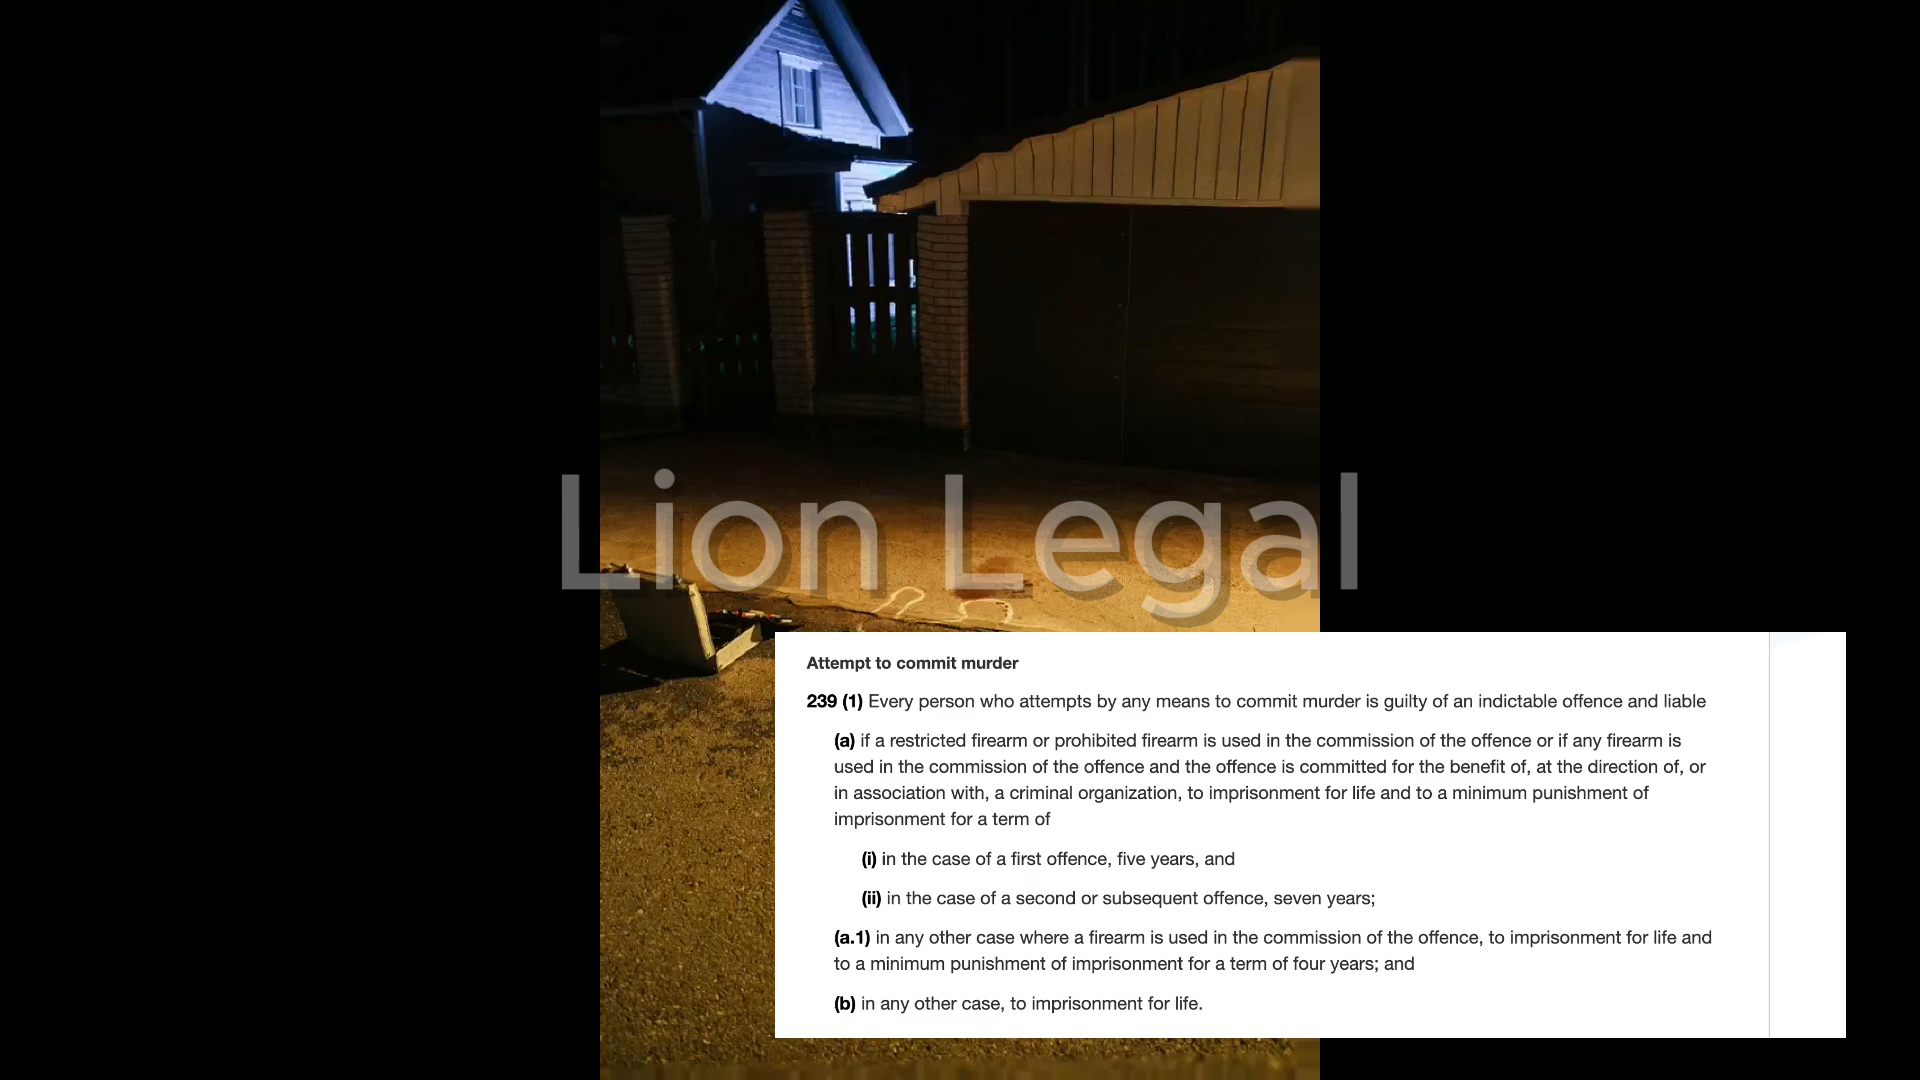 Lion Legal
Attempt to commit murder
239 (1) Every person who attempts by any means to commit murder is guilty of an indictable offence and liable
(a) if a restricted firearm or prohibited firearm is used in the commission of the offence or if any firearm is
used in the commission of the offence and the offence is committed for the benefit of, at the direction of, or
in association with, a criminal organization, to imprisonment for life and to a minimum punishment of
imprisonment for a term of
(i) in the case of a first offence, five years, and
(ii) in the case of a second or subsequent offence, seven years;
(a.1) in any other case where a firearm is used in the commission of the offence, to imprisonment for life and
to a minimum punishment of imprisonment for a term of four years; and
(b) in any other case, to imprisonment for life.